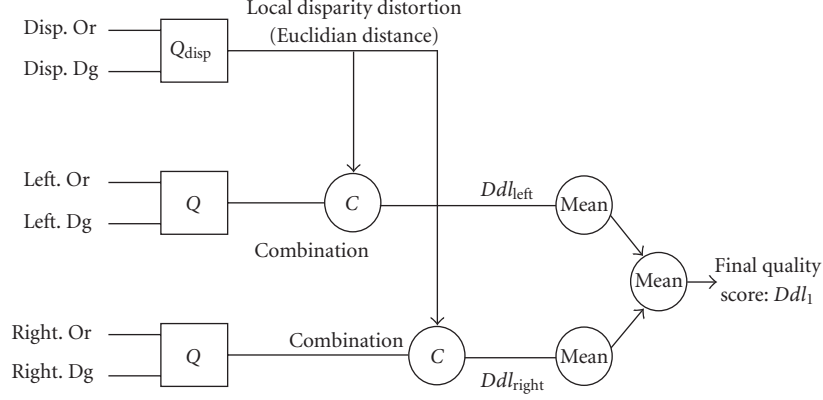 Local disparity distortion
(Euclidian distance)
Disp. Or
Disp. Dg
Qdisp
Left. Or
Left. Dg
Q
C
Ddlleft
Mean
Combination
Mean
Final quality
score: Ddl1
Right. Or
Right. Dg
Q
Combination
C
Ddlright
Mean